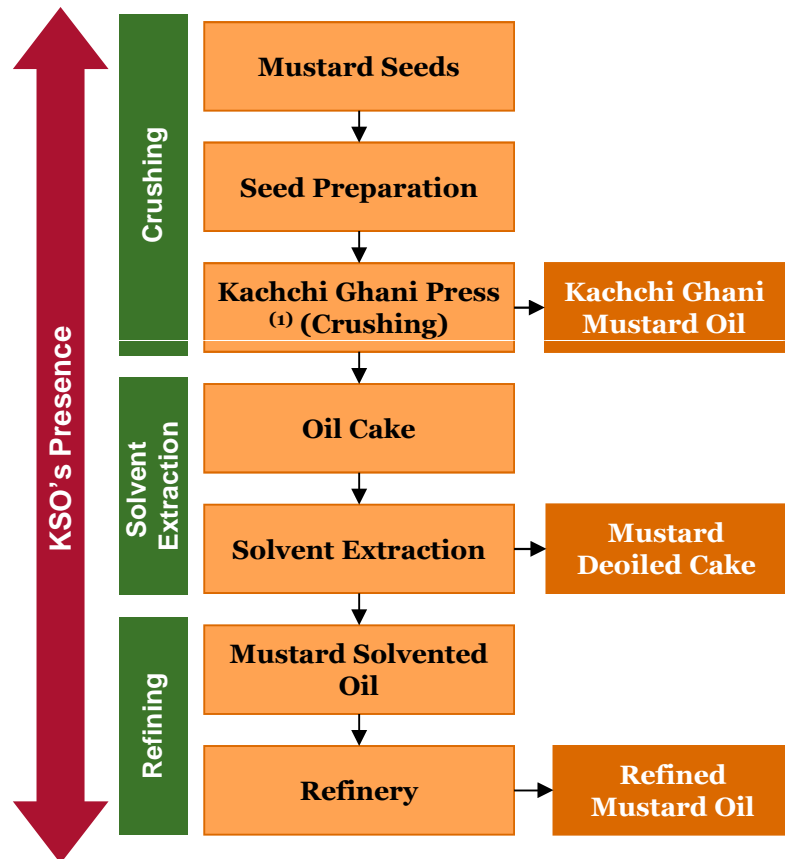 KSO's Presence
Crushing
Mustard Seeds
Seed Preparation
Kachchi Ghani Press
(1) (Crushing)
Kachchi Ghani
Mustard Oil
Solvent
Extraction
Oil Cake
Solvent Extraction
Mustard
Deoiled Cake
Refining
Mustard Solvented
Oil
Refinery
Refined
Mustard Oil